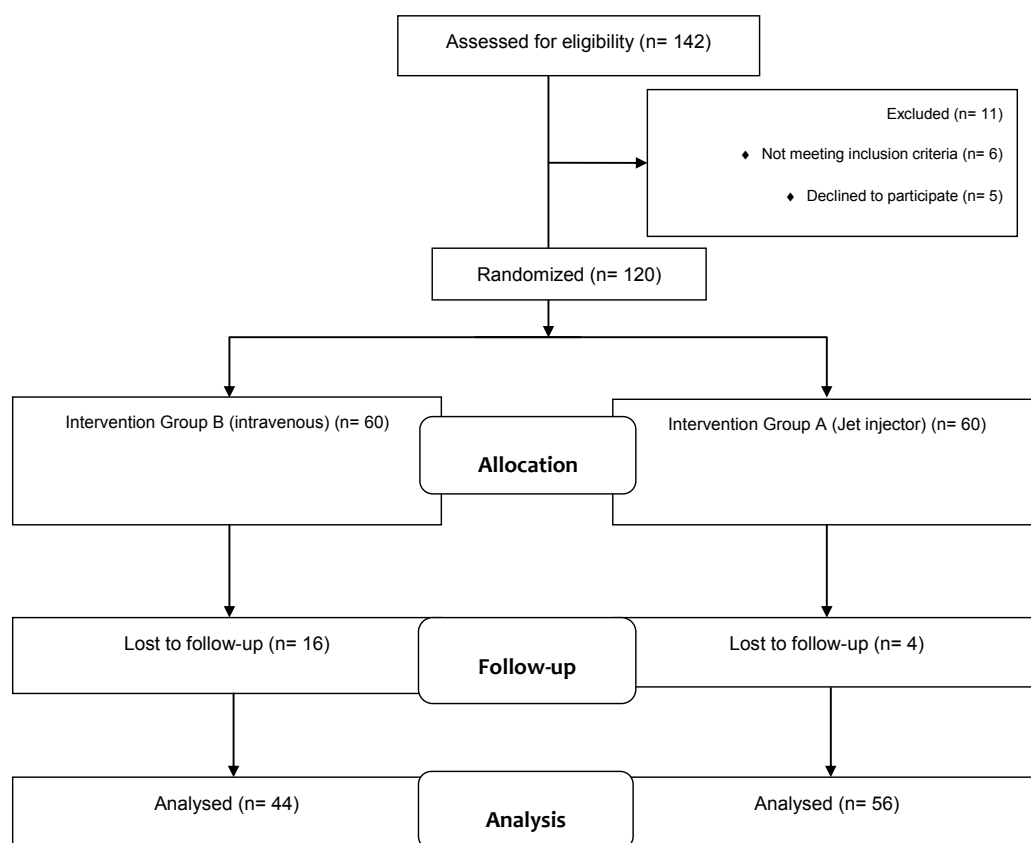 Assessed for eligibility (n= 142)
Excluded (n= 11)
♦ Not meeting inclusion criteria (n= 6)
♦ Declined to participate (n= 5)
Randomized (n= 120)
Intervention Group B (intravenous) (n= 60)
Intervention Group A (Jet injector) (n= 60)
Allocation
Lost to follow-up (n= 16)
Lost to follow-up (n= 4)
Follow-up
Analysed (n= 44)
Analysed (n= 56)
Analysis